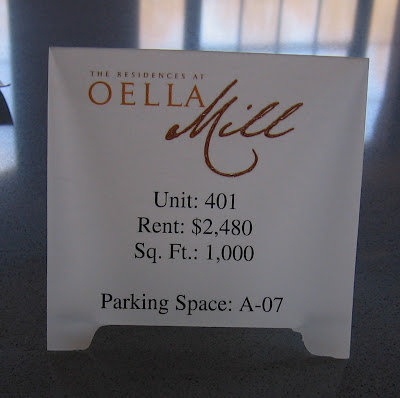 THE RESIDENCES AT
OELLA
Mill
Unit: 401
Rent: $2,480
Sq. Ft.: 1,000
Parking Space: A-07